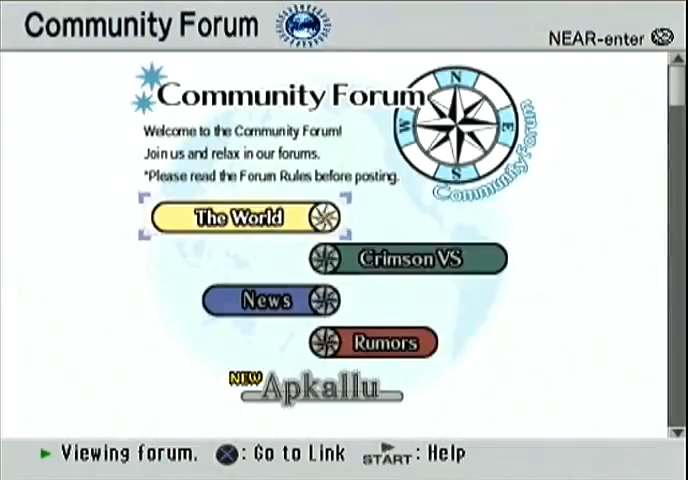 Community Forum
NEAR-enter
Community Forum
N
W
E
S
Community Forum
Welcome to the Community Forum!
Join us and relax in our forums.
*Please read the Forum Rules before posting.
The World
Crimson VS
News
Rumors
NEW Apkallu
Viewing forum. X: Go to Link START: Help